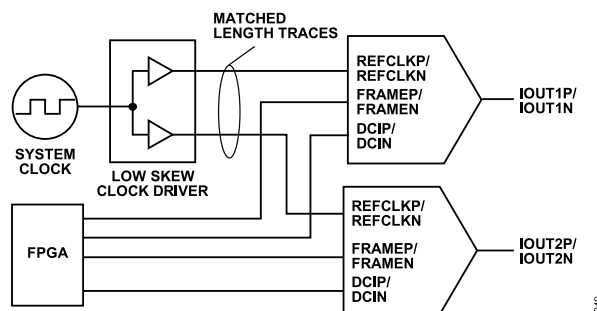 MATCHED
LENGTH TRACES
REFCLKP/
REFCLKN
FRAMEP/
FRAMEN
DCIP/
DCIN
IOUT1P/
IOUT1N
SYSTEM
CLOCK
LOW SKEW
CLOCK DRIVER
FPGA
REFCLKP/
REFCLKN
FRAMEP/
FRAMEN
DCIP/
DCIN
IOUT2P/
IOUT2N